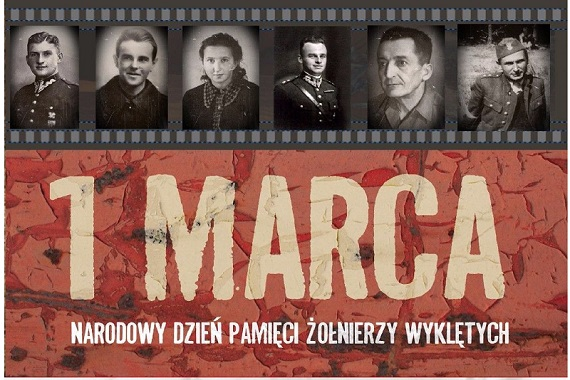 1 MARCA
NARODOWY DZIEŃ PAMIĘCI ŻOŁNIERZY WYKLĘTYCH